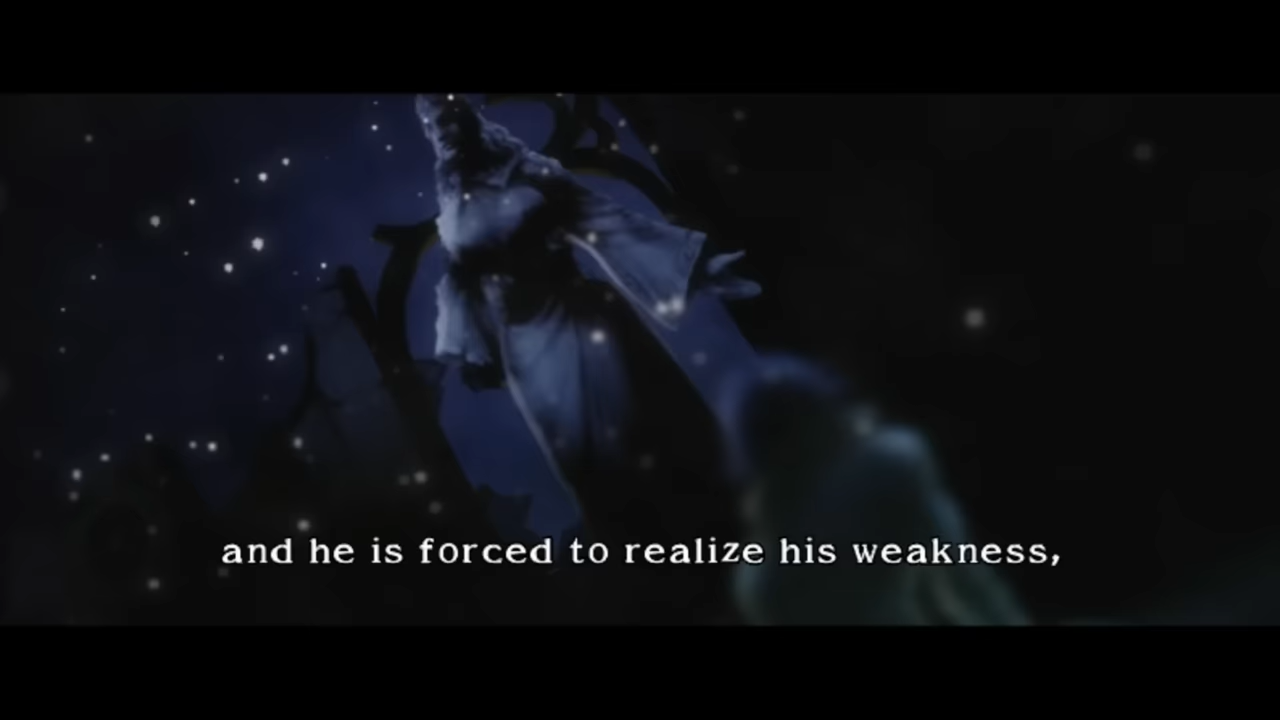 and he is forced to realize his weakness,